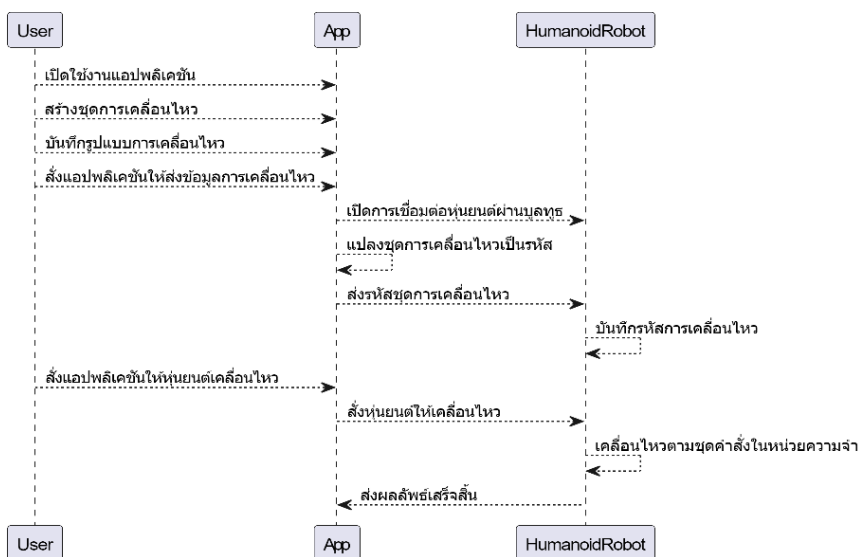 User App HumanoidRobot
เปิดใช้งานแอปพลิเคชัน
สร้างชุดการเคลื่อนไหว
บันทึกรูปแบบการเคลื่อนไหว
สั่งแอปพลิเคชันให้ส่งข้อมูลการเคลื่อนไหว
เปิดการเชื่อมต่อหุ่นยนต์ผ่านบูลทูธ
แปลงชุดการเคลื่อนไหวเป็นรหัส
ส่งรหัสชุดการเคลื่อนไหว
บันทึกรหัสการเคลื่อนไหว
สั่งแอปพลิเคชันให้หุ่นยนต์เคลื่อนไหว
สั่งหุ่นยนต์ให้เคลื่อนไหว
เคลื่อนไหวตามชุดคำสั่งในหน่วยความจำ
ส่งผลลัพธ์เสร็จสิ้น
User App HumanoidRobot